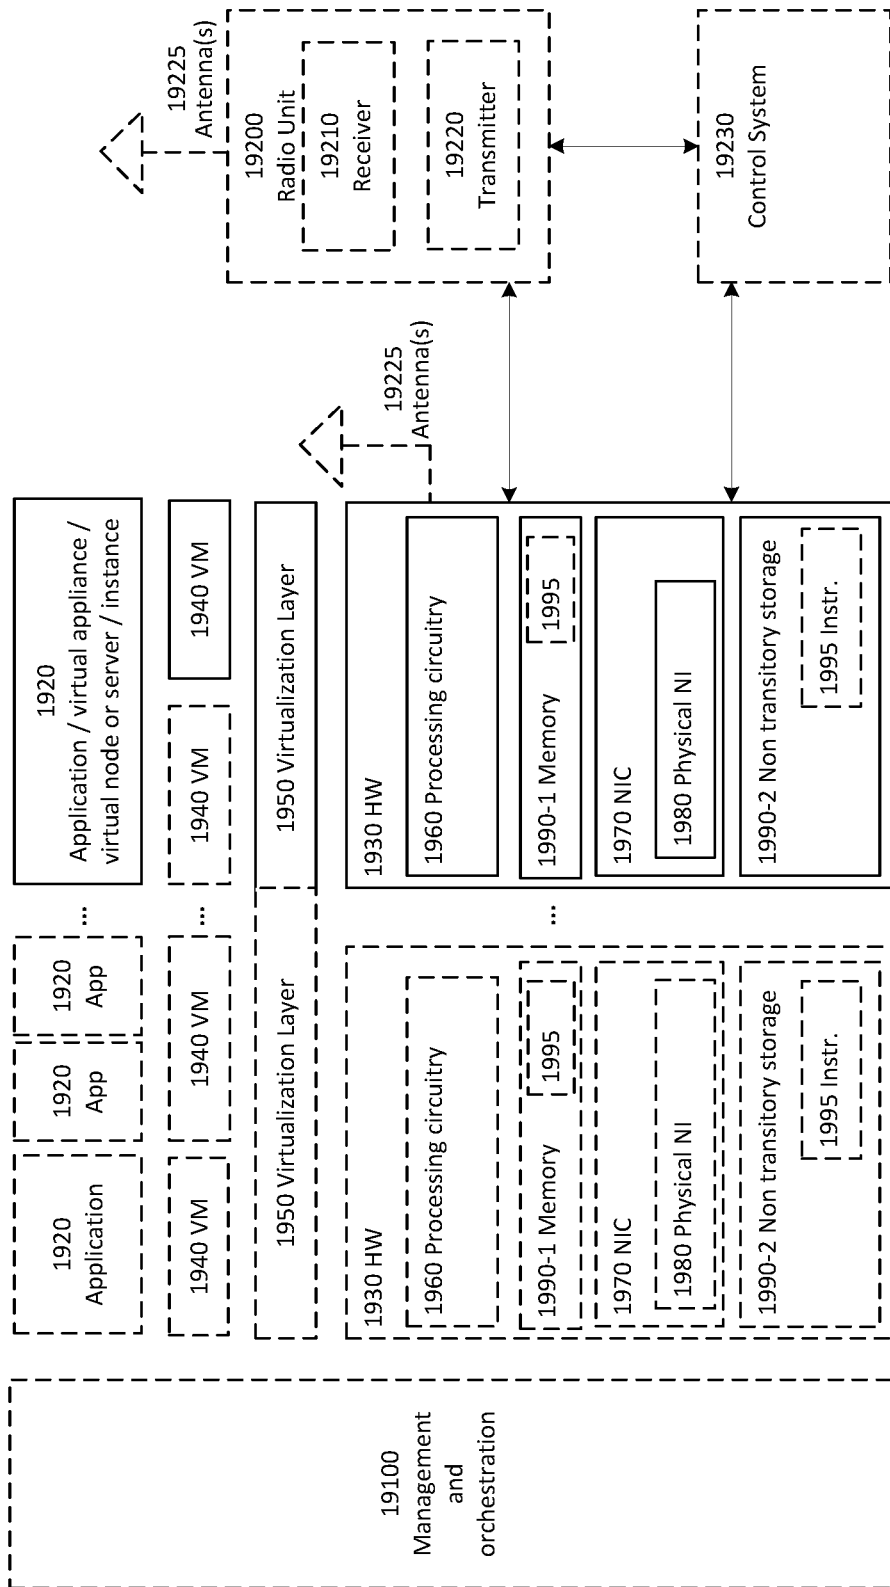 19100
Management
and
orchestration
1920
Application
1920
App
1920
App
...
1920
Application / virtual appliance /
virtual node or server / instance
1940 VM
1940 VM
...
1940 VM
1940 VM
1950 Virtualization Layer
1950 Virtualization Layer
1930 HW
1960 Processing circuitry
1990-1 Memory
1995
1970 NIC
1980 Physical NI
1990-2 Non transitory storage
1995 Instr.
...
1930 HW
1960 Processing circuitry
1990-1 Memory
1995
1970 NIC
1980 Physical NI
1990-2 Non transitory storage
1995 Instr.
19225
Antenna(s)
19225
Antenna(s)
19200
Radio Unit
19210
Receiver
19220
Transmitter
19230
Control System